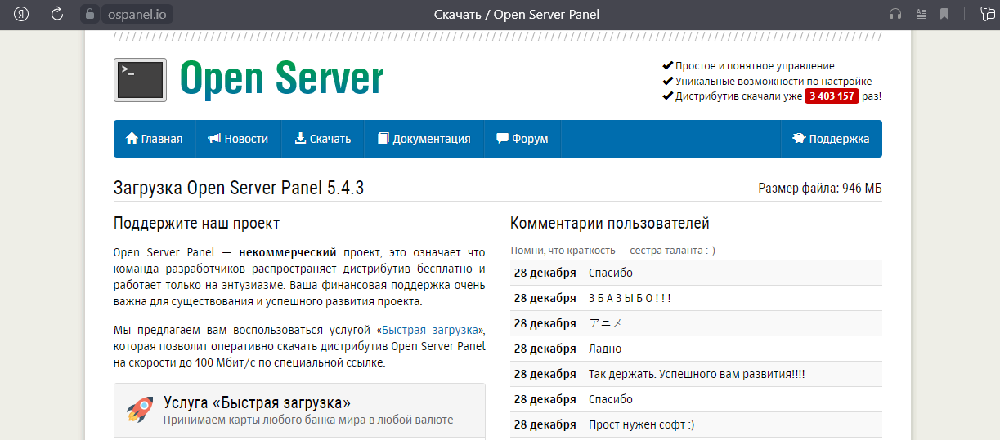 ospanel.io
Скачать / Open Server Panel
>_
Open Server
Простое и понятное управление
Уникальные возможности по настройке
Дистрибутив скачали уже 3 403 157 раз!
Главная
Новости
Скачать
Документация
Форум
Поддержка
Загрузка Open Server Panel 5.4.3
Размер файла: 946 МБ
Поддержите наш проект
Open Server Panel — некоммерческий проект, это означает что
команда разработчиков распространяет дистрибутив бесплатно и
работает только на энтузиазме. Ваша финансовая поддержка очень
важна для существования и успешного развития проекта.
Мы предлагаем вам воспользоваться услугой «Быстрая загрузка»,
которая позволит оперативно скачать дистрибутив Open Server Panel
на скорости до 100 Мбит/с по специальной ссылке.
Услуга «Быстрая загрузка»
Принимаем карты любого банка мира в любой валюте
Комментарии пользователей
Помни, что краткость — сестра таланта :-)
28 декабря Спасибо
28 декабря З Б А З Ы Б О ! ! !
28 декабря アニメ
28 декабря Ладно
28 декабря Так держать. Успешного вам развития!!!!
28 декабря Спасибо
28 декабря Прост нужен софт :)